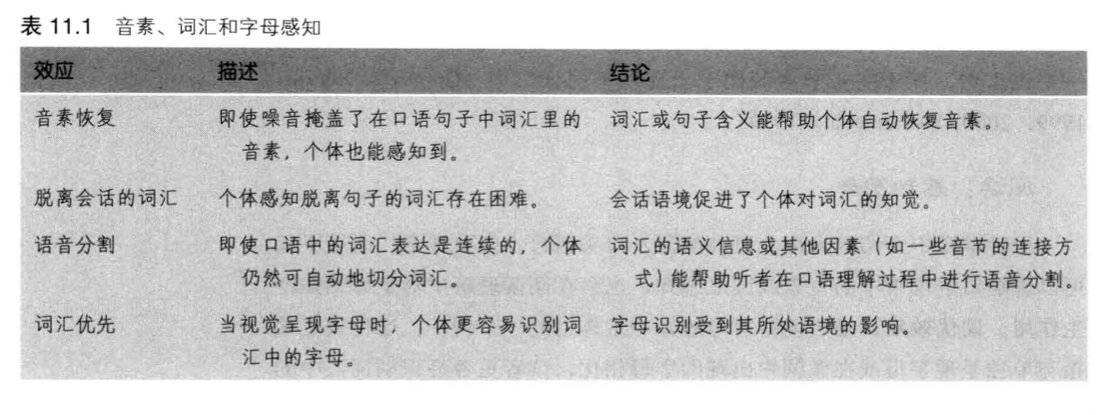 表 11.1 音素、词汇和字母感知
效应 描述 结论
音素恢复 即使噪音掩盖了在口语句子中词汇里的 词汇或句子含义能帮助个体自动恢复音素。
音素，个体也能感知到。
脱离会话的词汇 个体感知脱离句子的词汇存在困难。 会话语境促进了个体对词汇的知觉。
语音分割 即使口语中的词汇表达是连续的，个体 词汇的语义信息或其他因素（如一些音节的连接方
仍然可自动地切分词汇。 式）能帮助听者在口语理解过程中进行语音分割。
词汇优先 当视觉呈现字母时，个体更容易识别词 字母识别受到其所处语境的影响。
汇中的字母。